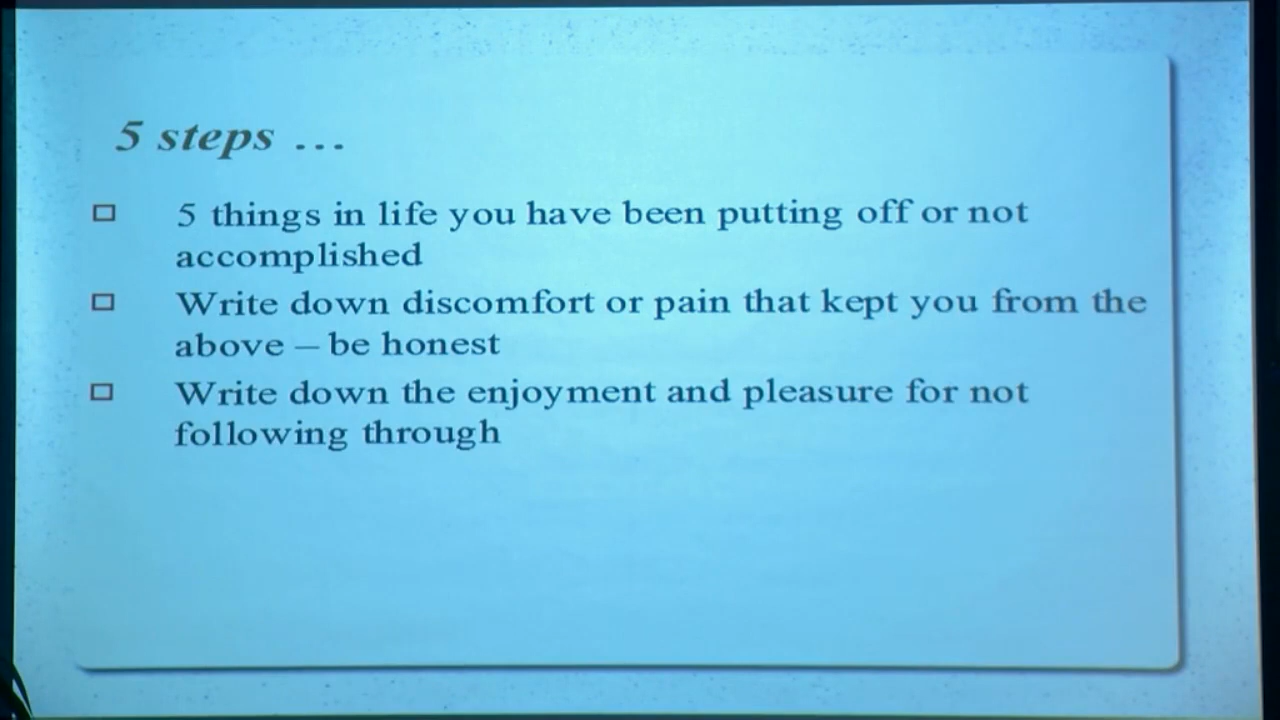 5 steps ...
5 things in life you have been putting off or not
accomplished
Write down discomfort or pain that kept you from the
above – be honest
Write down the enjoyment and pleasure for not
following through